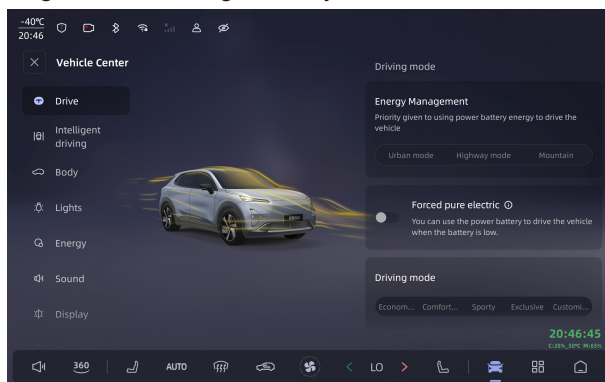 -40℃
20:46
Vehicle Center
Drive
Intelligent
driving
Body
Lights
Energy
Sound
Display
Driving mode
Energy Management
Priority given to using power battery energy to drive the
vehicle
Urban mode Highway mode Mountain
Forced pure electric
You can use the power battery to drive the vehicle
when the battery is low.
Driving mode
Econom... Comfort... Sporty Exclusive Customi...
20:46:45
360
AUTO
< LO >